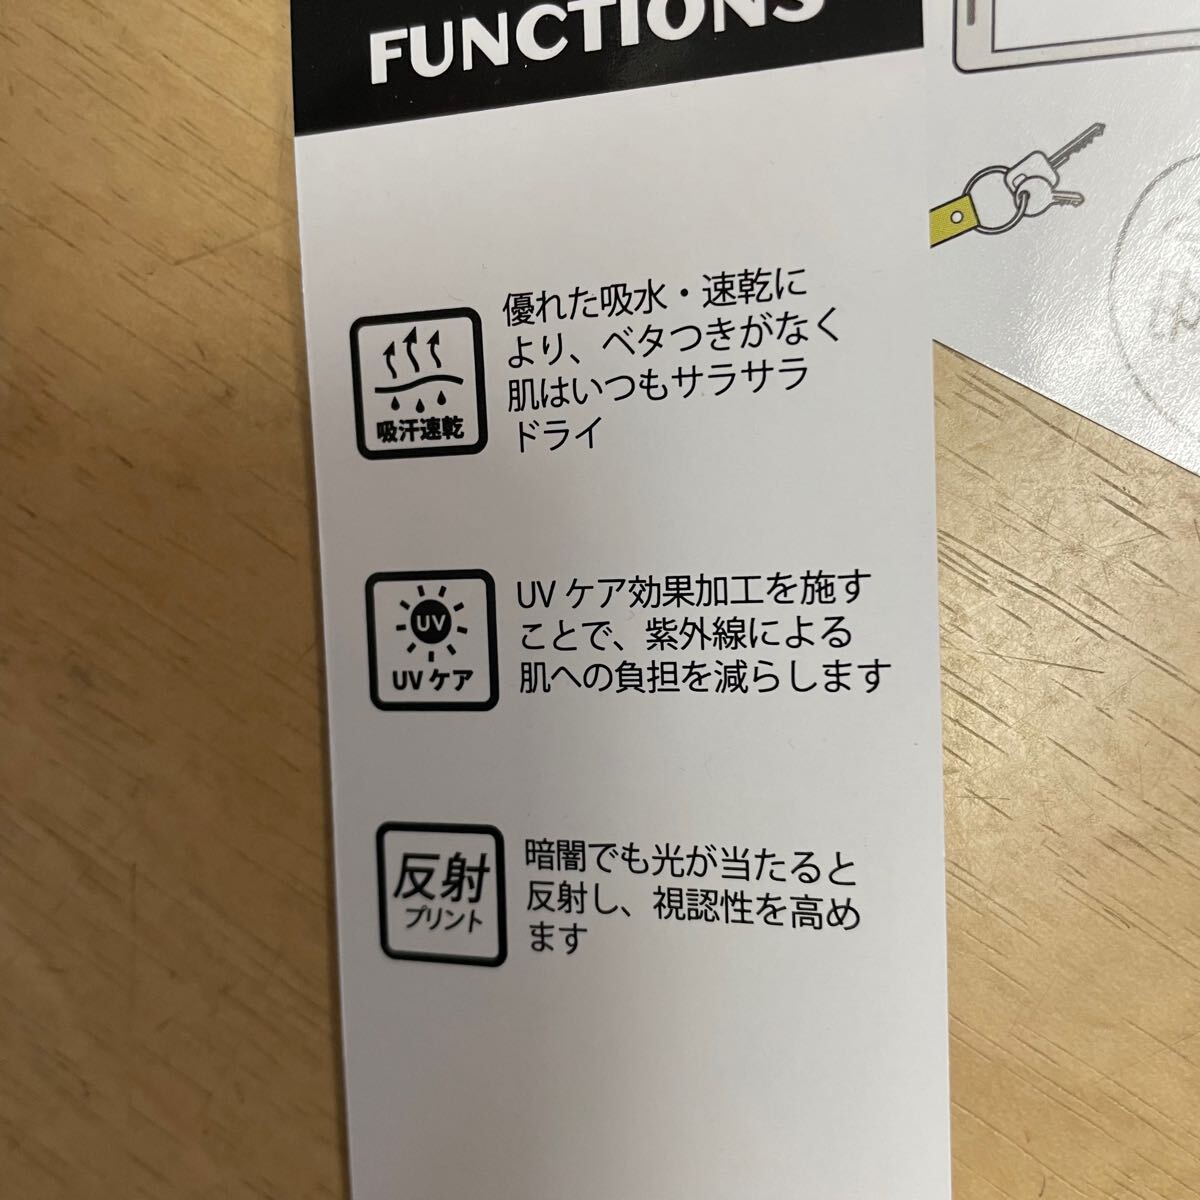 FUNCTIONS
優れた吸水・速乾に
より、ベタつきがなく
肌はいつもサラサラ
ドライ
吸汗速乾
UV ケア効果加工を施す
ことで、紫外線による
肌への負担を減らします
UV
UV ケア
暗闇でも光が当たると
反射し、視認性を高め
ます
反射
プリント